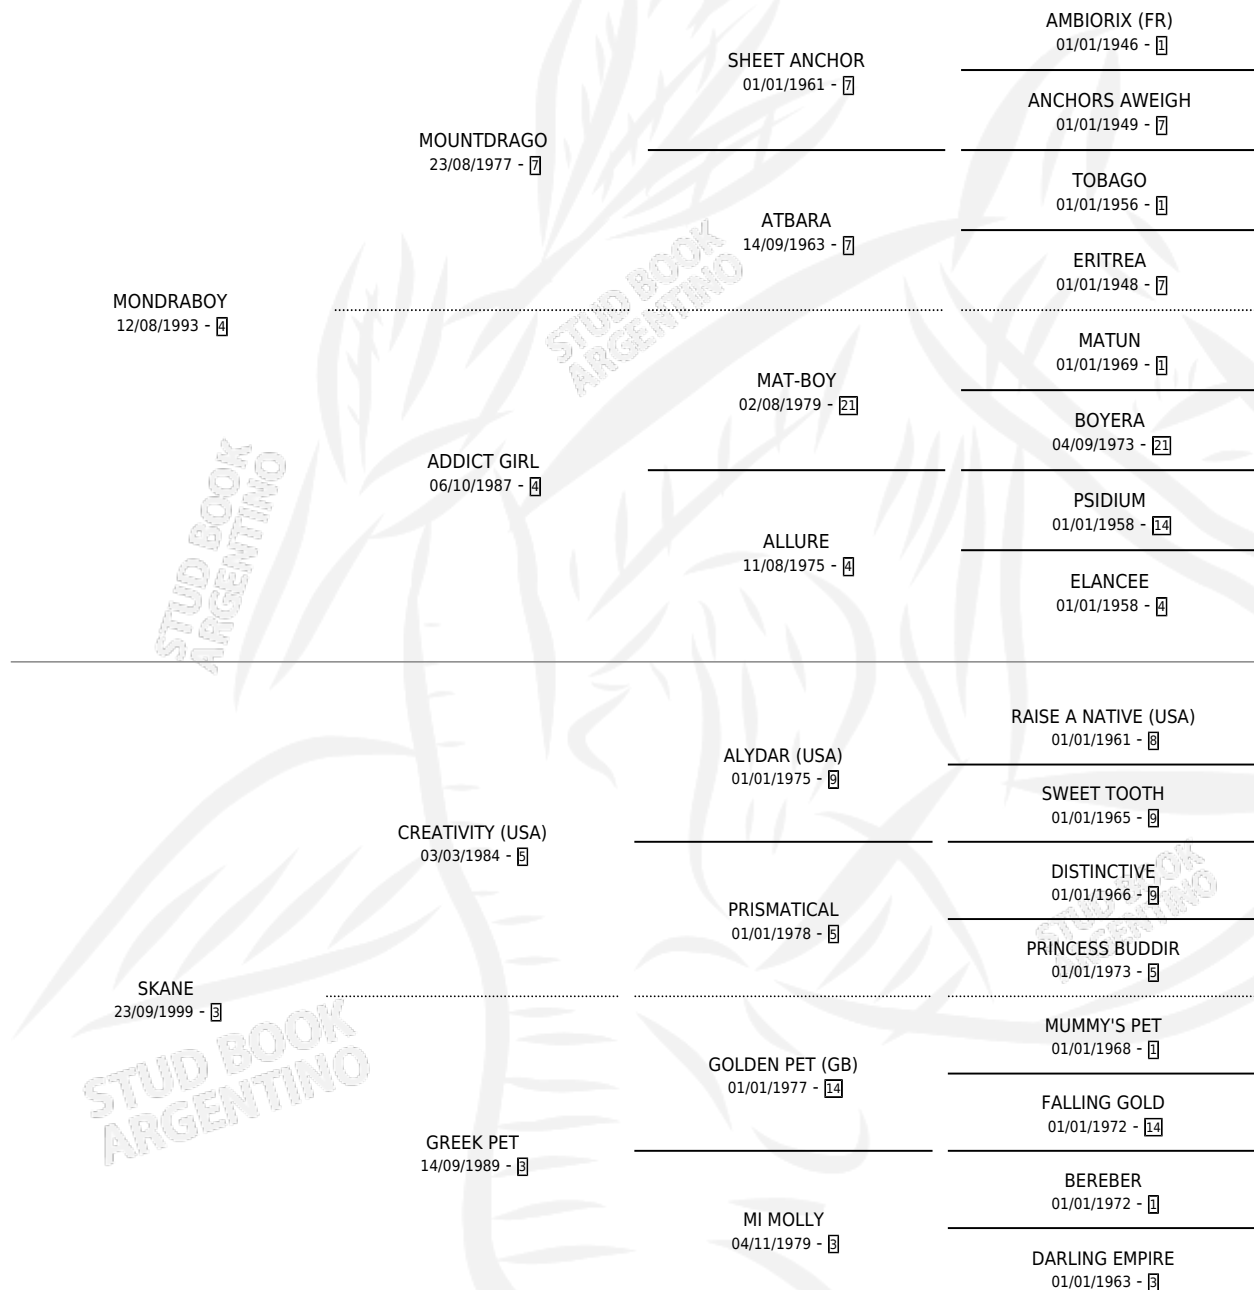 AMBIORIX (FR)
01/01/1946 - 1
SHEET ANCHOR
01/01/1961 - 7
ANCHORS AWEIGH
01/01/1949 - 7
MOUNTDRAGO
23/08/1977 - 7
TOBAGO
01/01/1956 - 1
ATBARA
14/09/1963 - 7
ERITREA
01/01/1948 - 7
MONDRABOY
12/08/1993 - 4
STUD BOOK
ARGENTINO
MATUN
01/01/1969 - 1
MAT-BOY
02/08/1979 - 21
BOYERA
04/09/1973 - 21
ADDICT GIRL
06/10/1987 - 4
PSIDIUM
01/01/1958 - 14
ALLURE
11/08/1975 - 4
ELANCEE
01/01/1958 - 4
STUD BOOK
ARGENTINO
RAISE A NATIVE (USA)
01/01/1961 - 8
ALYDAR (USA)
01/01/1975 - 9
SWEET TOOTH
01/01/1965 - 9
CREATIVITY (USA)
03/03/1984 - 5
DISTINCTIVE
01/01/1966 - 9
STUD BOOK
ARGENTINO
PRISMATICAL
01/01/1978 - 5
PRINCESS BUDDIR
01/01/1973 - 5
SKANE
23/09/1999 - 3
STUD BOOK
ARGENTINO
MUMMY'S PET
01/01/1968 - 1
GOLDEN PET (GB)
01/01/1977 - 14
FALLING GOLD
01/01/1972 - 14
GREEK PET
14/09/1989 - 3
BEREBER
01/01/1972 - 1
MI MOLLY
04/11/1979 - 3
DARLING EMPIRE
01/01/1963 - 3